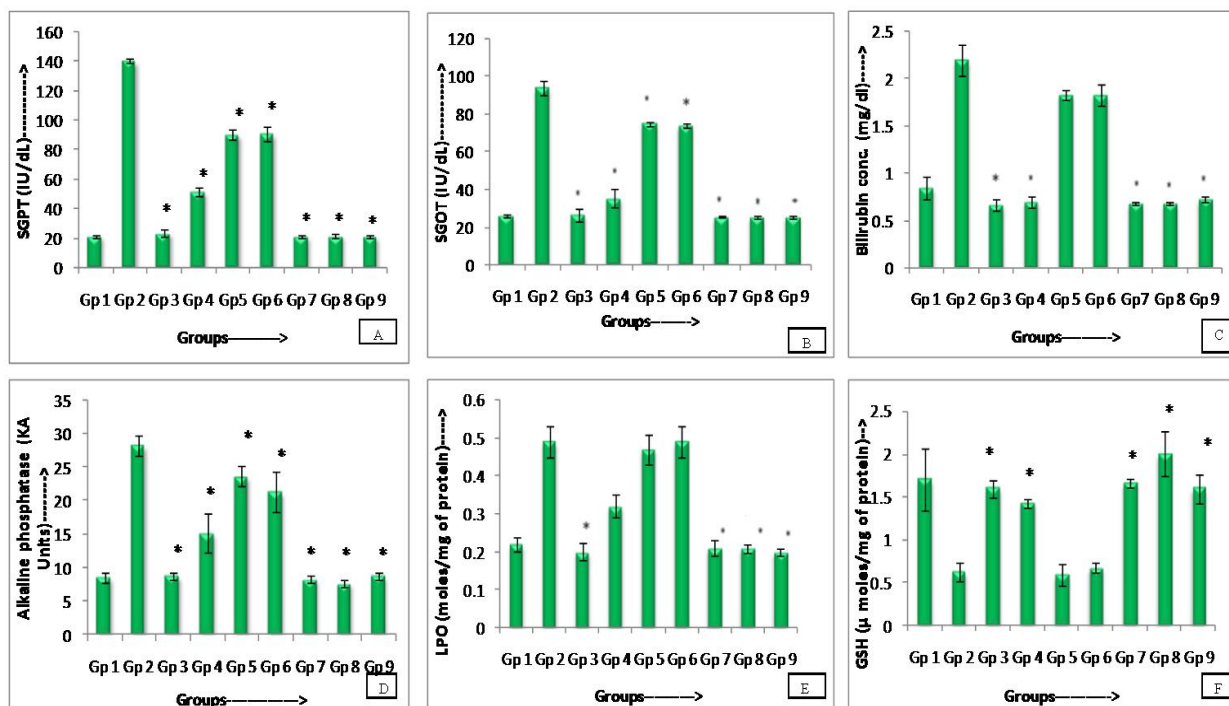 SGPT (IU/dL)------------>
160
140
120
100
80
60
40
20
0
* * * * * * *
Gp 1 Gp 2 Gp 3 Gp 4 Gp5 Gp 6 Gp 7 Gp 8 Gp 9
Groups--------->
A
SGOT (IU/dL)------------>
120
100
80
60
40
20
0
* * * * * * *
Gp 1 Gp 2 Gp3 Gp 4 Gp 5 Gp 6 Gp 7 Gp 8 Gp 9
Groups-------->
B
Bilirubin conc. (mg/dl)----->
2.5
2
1.5
1
0.5
0
* * * * *
Gp 1 Gp 2 Gp 3 Gp 4 Gp 5 Gp 6 Gp7 Gp 8 Gp 9
Groups--------->
C
Alkaline phosphatase (KA
Units)-------->
35
30
25
20
15
10
5
0
* * * * * * *
Gp 1 Gp 2 Gp 3 Gp 4 Gp 5 Gp 6 Gp 7 Gp 8 Gp 9
Groups------------>
D
LPO (moles/mg of protein)----->
0.6
0.5
0.4
0.3
0.2
0.1
0
* * * *
Gp 1 Gp 2 Gp 3 Gp 4 Gp 5 Gp 6 Gp 7 Gp 8 Gp 9
Groups--------->
E
GSH (µ moles/mg of protein)-->
2.5
2
1.5
1
0.5
0
* * * * *
Gp 1 Gp 2 Gp 3 Gp 4 Gp 5 Gp 6 Gp 7 Gp 8 Gp 9
Groups--------->
F